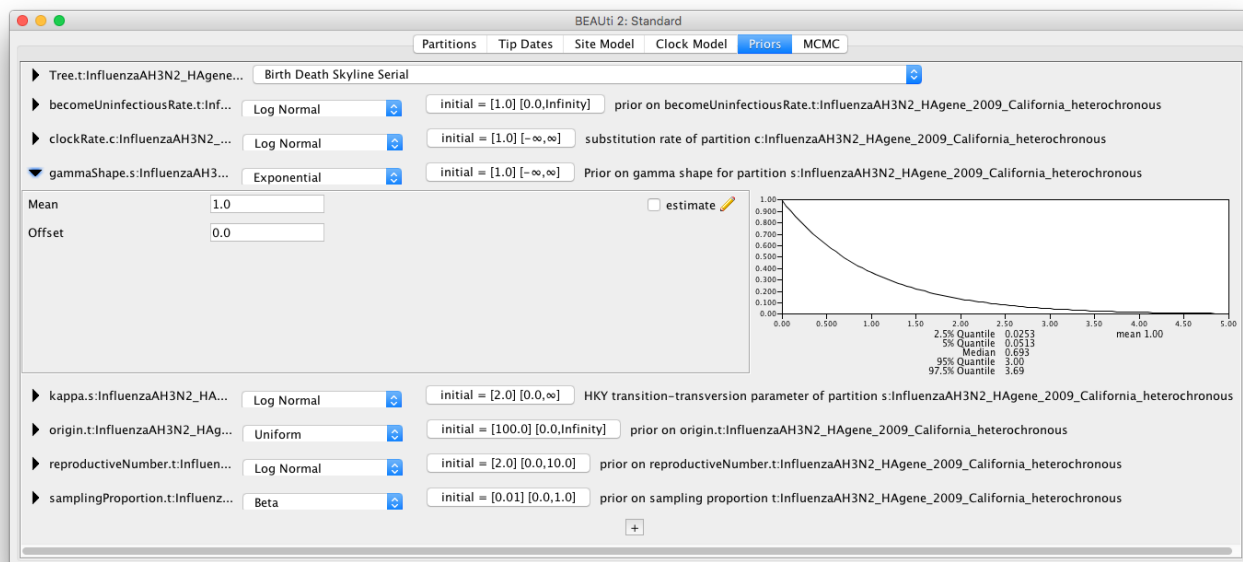 BEAUti 2: Standard
Partitions Tip Dates Site Model Clock Model Priors MCMC
Tree.t:InfluenzaAH3N2_HAgene... Birth Death Skyline Serial
becomeUninfectiousRate.t:Inf... Log Normal initial = [1.0] [0.0,Infinity] prior on becomeUninfectiousRate.t:InfluenzaAH3N2_HAgene_2009_California_heterochronous
clockRate.c:InfluenzaAH3N2_... Log Normal initial = [1.0] [-∞,∞] substitution rate of partition c:InfluenzaAH3N2_HAgene_2009_California_heterochronous
gammaShape.s:InfluenzaAH3... Exponential initial = [1.0] [-∞,∞] Prior on gamma shape for partition s:InfluenzaAH3N2_HAgene_2009_California_heterochronous
Mean 1.0 estimate
Offset 0.0
1.00
0.900
0.800
0.700
0.600
0.500
0.400
0.300
0.200
0.100
0.00
0.00 0.500 1.00 1.50 2.00 2.50 3.00 3.50 4.00 4.50 5.00
2.5% Quantile 0.0253 mean 1.00
5% Quantile 0.0513
Median 0.693
95% Quantile 3.00
97.5% Quantile 3.69
kappa.s:InfluenzaAH3N2_HA... Log Normal initial = [2.0] [0.0,∞] HKY transition-transversion parameter of partition s:InfluenzaAH3N2_HAgene_2009_California_heterochronous
origin.t:InfluenzaAH3N2_HAg... Uniform initial = [100.0] [0.0,Infinity] prior on origin.t:InfluenzaAH3N2_HAgene_2009_California_heterochronous
reproductiveNumber.t:Influen... Log Normal initial = [2.0] [0.0,10.0] prior on reproductiveNumber.t:InfluenzaAH3N2_HAgene_2009_California_heterochronous
samplingProportion.t:Influenz... Beta initial = [0.01] [0.0,1.0] prior on sampling proportion t:InfluenzaAH3N2_HAgene_2009_California_heterochronous
+